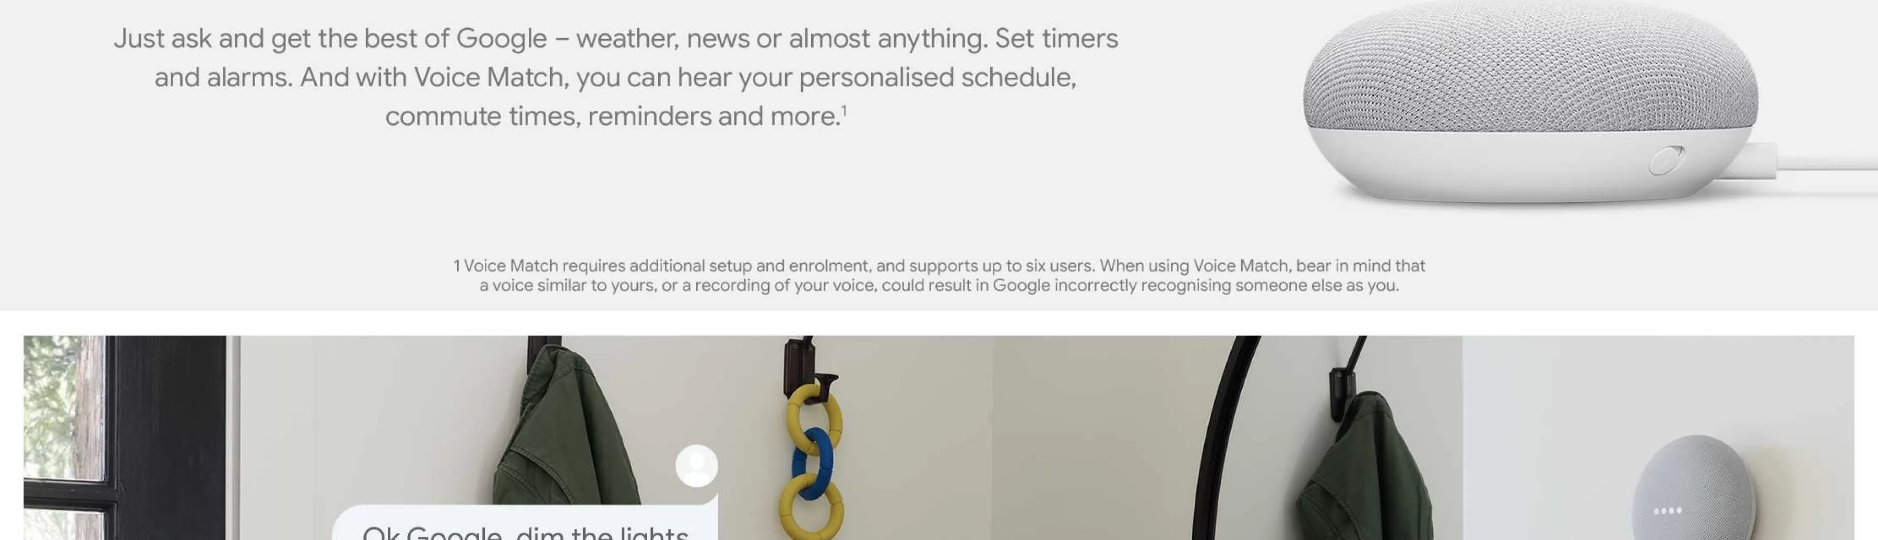 Just ask and get the best of Google – weather, news or almost anything. Set timers
and alarms. And with Voice Match, you can hear your personalised schedule,
commute times, reminders and more.¹
1 Voice Match requires additional setup and enrolment, and supports up to six users. When using Voice Match, bear in mind that
a voice similar to yours, or a recording of your voice, could result in Google incorrectly recognising someone else as you.
Ok Google, dim the lights